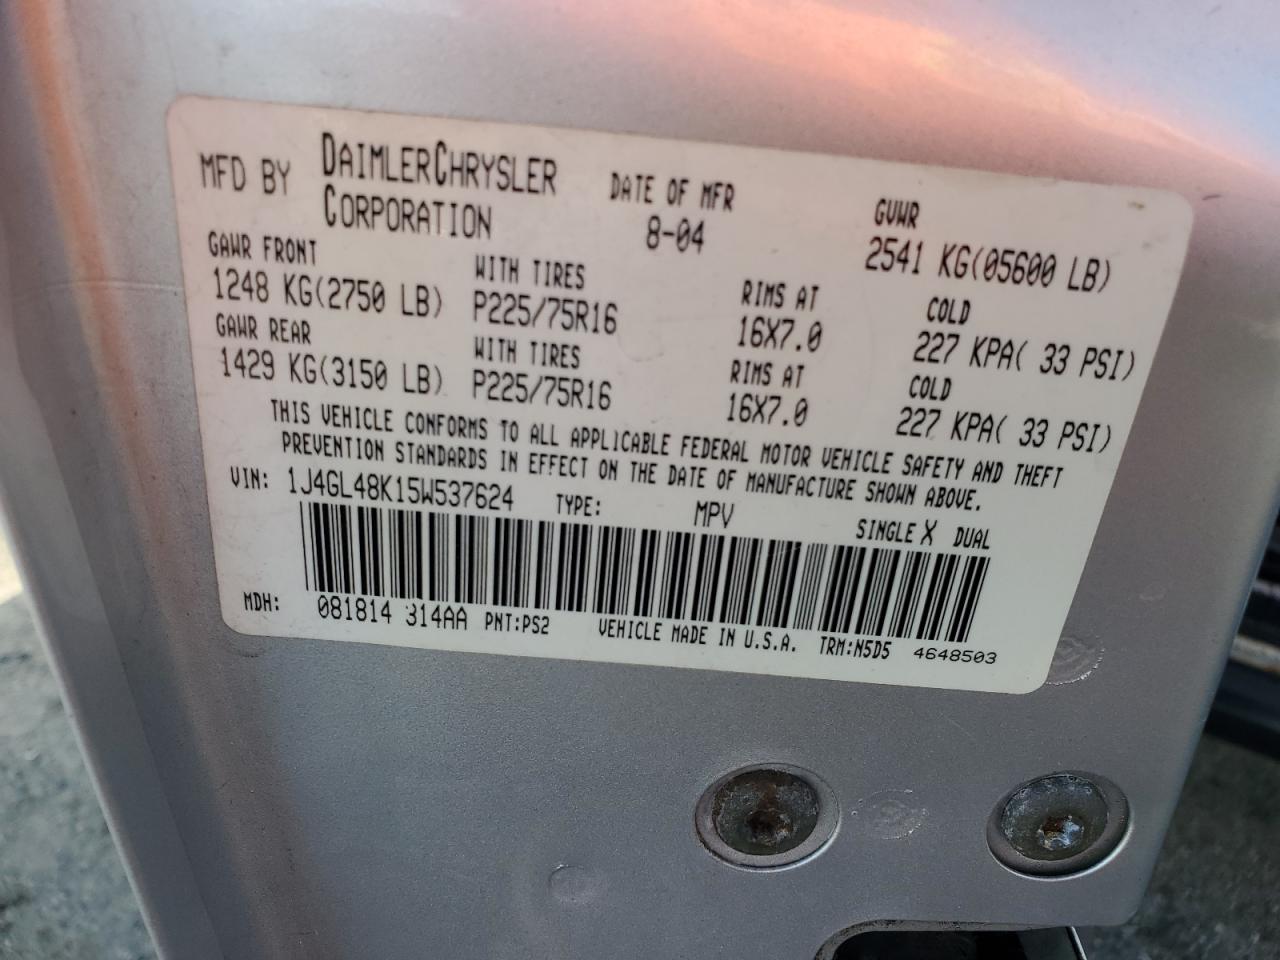 MFD BY DAIMLERCHRYSLER CORPORATION
DATE OF MFR 8-04
GVWR 2541 KG(05600 LB)
GAWR FRONT WITH TIRES RIMS AT COLD
1248 KG(2750 LB) P225/75R16 16X7.0 227 KPA( 33 PSI)
GAWR REAR WITH TIRES RIMS AT COLD
1429 KG(3150 LB) P225/75R16 16X7.0 227 KPA( 33 PSI)
THIS VEHICLE CONFORMS TO ALL APPLICABLE FEDERAL MOTOR VEHICLE SAFETY AND THEFT
PREVENTION STANDARDS IN EFFECT ON THE DATE OF MANUFACTURE SHOWN ABOVE.
VIN: 1J4GL48K15W537624 TYPE: MPV SINGLE X DUAL
MDH: 081814 314AA PNT:PS2 VEHICLE MADE IN U.S.A. TRM:N5D5 4648503